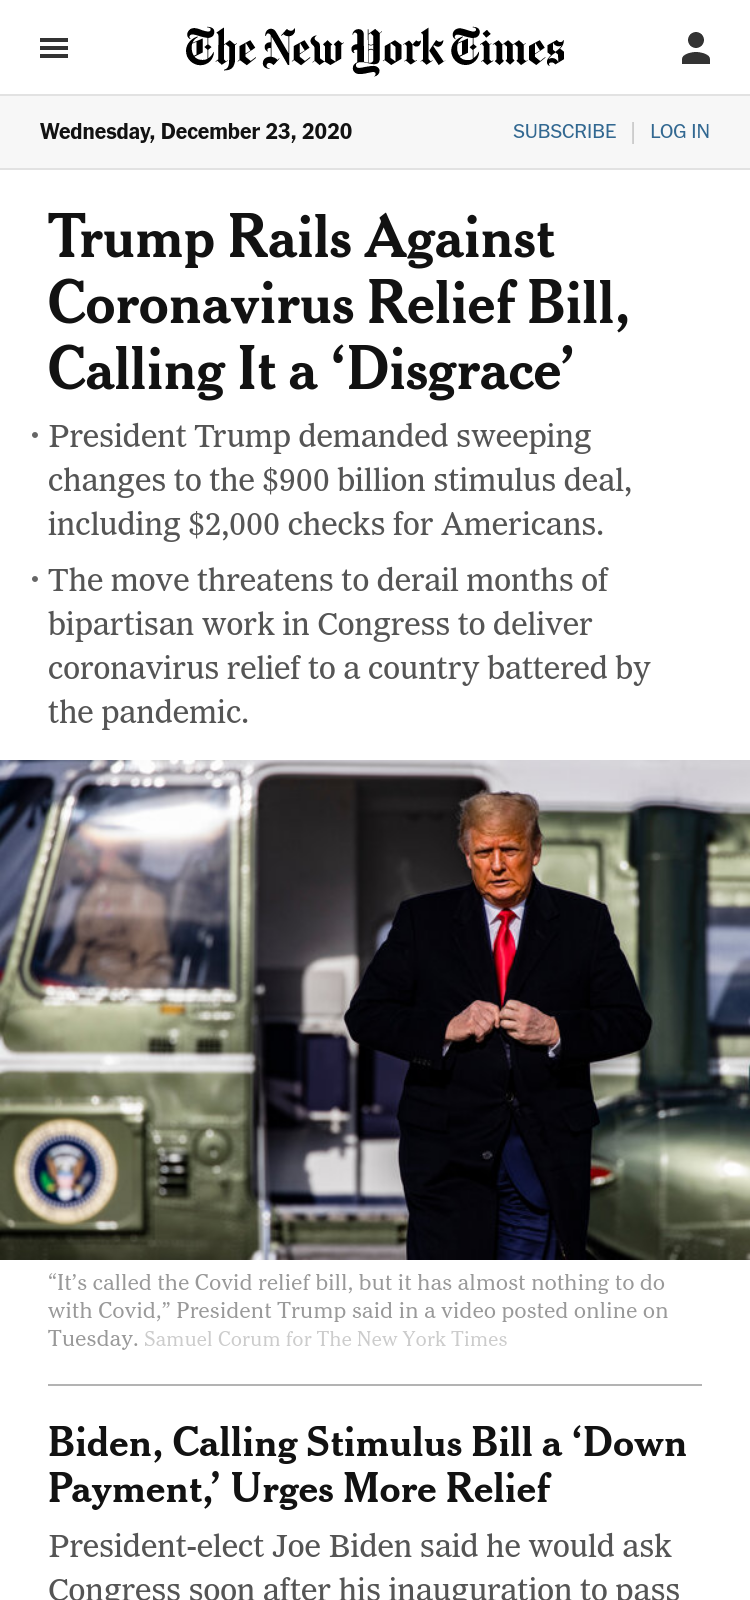 The New York Times
Wednesday, December 23, 2020
SUBSCRIBE | LOG IN
Trump Rails Against
Coronavirus Relief Bill,
Calling It a ‘Disgrace’
• President Trump demanded sweeping
changes to the $900 billion stimulus deal,
including $2,000 checks for Americans.
• The move threatens to derail months of
bipartisan work in Congress to deliver
coronavirus relief to a country battered by
the pandemic.
“It’s called the Covid relief bill, but it has almost nothing to do
with Covid,” President Trump said in a video posted online on
Tuesday. Samuel Corum for The New York Times
Biden, Calling Stimulus Bill a ‘Down
Payment,’ Urges More Relief
President-elect Joe Biden said he would ask
Congress soon after his inauguration to pass